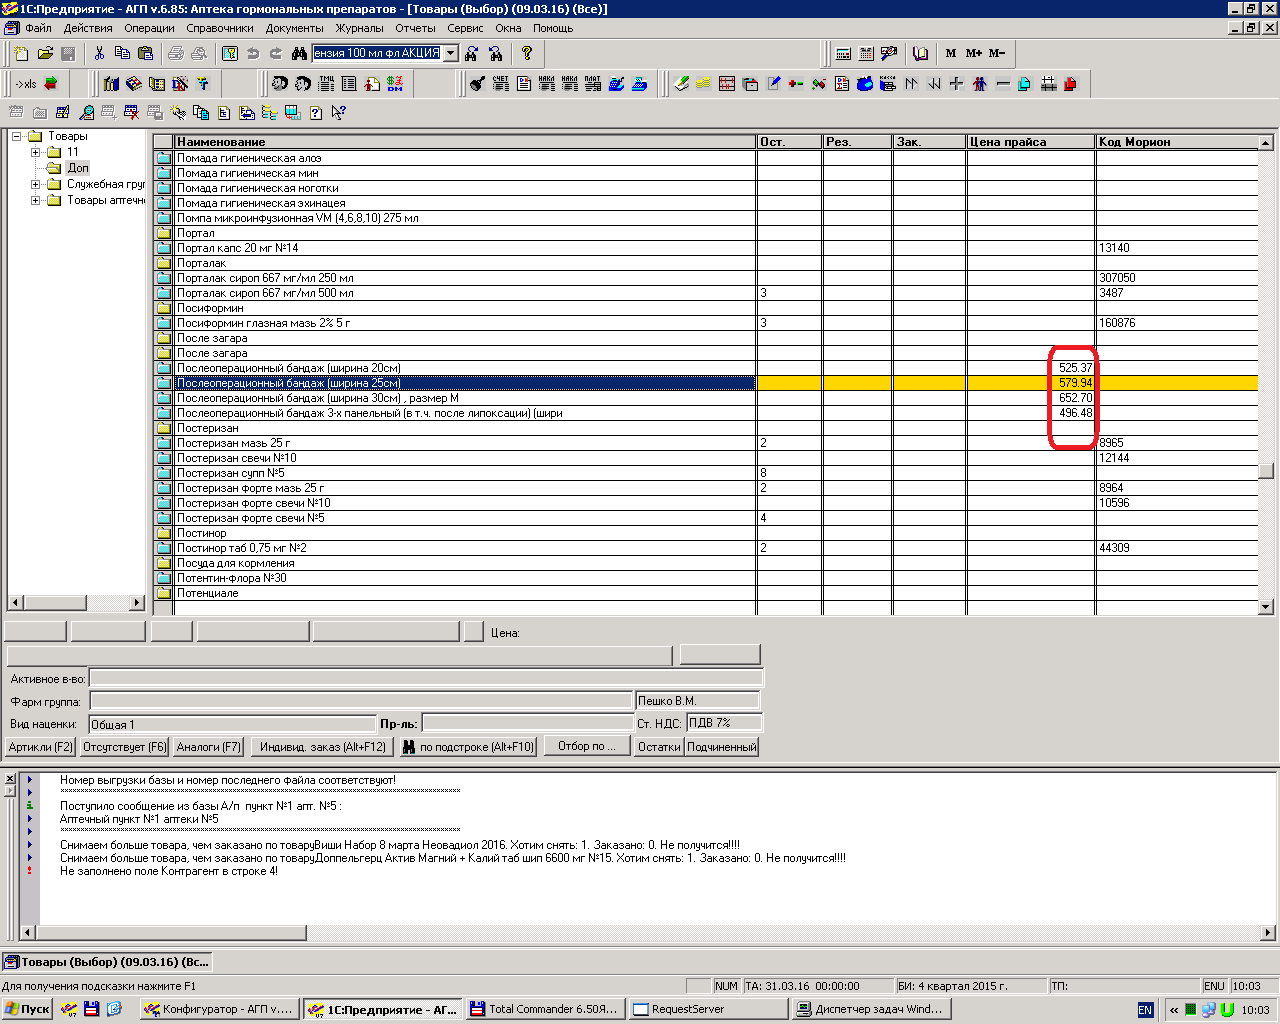 1С:Предприятие - АГП v.6.85: Аптека гормональных препаратов - [Товары (Выбор) (09.03.16) (Все)]
Файл Действия Операции Справочники Документы Журналы Отчеты Сервис Окна Помощь
ензия 100 мл фл АКЦИЯ M M+ M-
->xls
Товары
11
Доп
Служебная груп
Товары аптечн
Наименование Ост. Рез. Зак. Цена прайса Код Морион
Помада гигиеническая алоэ
Помада гигиеническая мин
Помада гигиеническая ноготки
Помада гигиеническая эхинацея
Помпа микроинфузионная VM (4,6,8,10) 275 мл
Портал
Портал капс 20 мг №14 13140
Порталак
Порталак сироп 667 мг/мл 250 мл 307050
Порталак сироп 667 мг/мл 500 мл 3 3487
Посиформин
Посиформин глазная мазь 2% 5 г 3 160876
После загара
После загара
Послеоперационный бандаж (ширина 20см) 525.37
Послеоперационный бандаж (ширина 25см) 579.94
Послеоперационный бандаж (ширина 30см) , размер М 652.70
Послеоперационный бандаж 3-х панельный (в т.ч. после липоксации) (шири 496.48
Постеризан
Постеризан мазь 25 г 2 8965
Постеризан свечи №10 12144
Постеризан супп №5 8
Постеризан форте мазь 25 г 2 8964
Постеризан форте свечи №10 10596
Постеризан форте свечи №5 4
Постинор
Постинор таб 0,75 мг №2 2 44309
Посуда для кормления
Потентин-флора №30
Потенциале
Цена:
Активное в-во:
Фарм группа: Пешко В.М.
Вид наценки: Общая 1 Пр-ль: Ст. НДС: ПДВ 7%
Артикли (F2) Отсутствует (F6) Аналоги (F7) Индивид. заказ (Alt+F12) по подстроке (Alt+F10) Отбор по ... Остатки Подчиненный
Номер выгрузки базы и номер последнего файла соответствуют!
Поступило сообщение из базы А/п пункт №1 апт. №5 :
Аптечный пункт №1 аптеки №5
Снимаем больше товара, чем заказано по товаруВиши Набор 8 марта Неовадиол 2016. Хотим снять: 1. Заказано: 0. Не получится!!!!
Снимаем больше товара, чем заказано по товаруДоппельгерц Актив Магний + Калий таб шип 6600 мг №15. Хотим снять: 1. Заказано: 0. Не получится!!!!
Не заполнено поле Контрагент в строке 4!
Товары (Выбор) (09.03.16) (Вс...
Для получения подсказки нажмите F1 NUM ТА: 31.03.16 00:00:00 БИ: 4 квартал 2015 г. ТП: ENU 10:03
Пуск Конфигуратор - АГП v.... 1С:Предприятие - АГ... Total Commander 6.50Я... RequestServer Диспетчер задач Wind... EN « 10:03